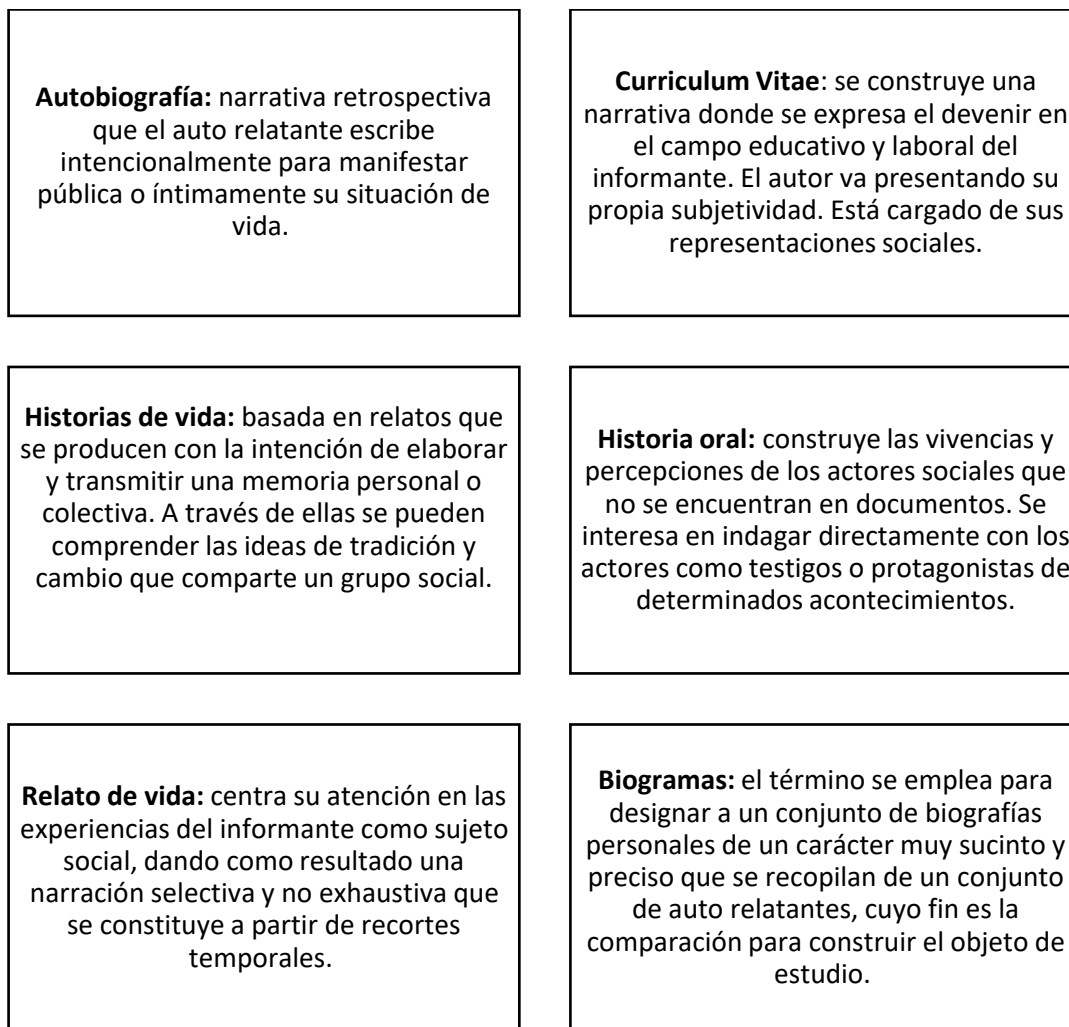 Autobiografía: narrativa retrospectiva
que el auto relatante escribe
intencionalmente para manifestar
pública o íntimamente su situación de
vida.
Curriculum Vitae: se construye una
narrativa donde se expresa el devenir en
el campo educativo y laboral del
informante. El autor va presentando su
propia subjetividad. Está cargado de sus
representaciones sociales.
Historias de vida: basada en relatos que
se producen con la intención de elaborar
y transmitir una memoria personal o
colectiva. A través de ellas se pueden
comprender las ideas de tradición y
cambio que comparte un grupo social.
Historia oral: construye las vivencias y
percepciones de los actores sociales que
no se encuentran en documentos. Se
interesa en indagar directamente con los
actores como testigos o protagonistas de
determinados acontecimientos.
Relato de vida: centra su atención en las
experiencias del informante como sujeto
social, dando como resultado una
narración selectiva y no exhaustiva que
se constituye a partir de recortes
temporales.
Biogramas: el término se emplea para
designar a un conjunto de biografías
personales de un carácter muy sucinto y
preciso que se recopilan de un conjunto
de auto relatantes, cuyo fin es la
comparación para construir el objeto de
estudio.